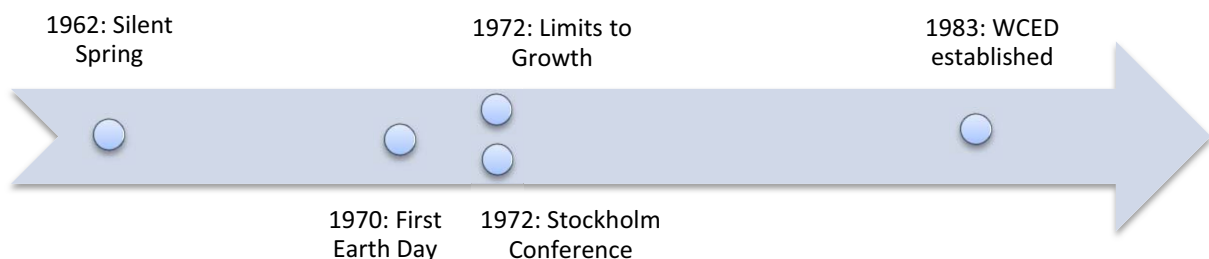 1962: Silent
Spring
1972: Limits to
Growth
1983: WCED
established
1970: First
Earth Day
1972: Stockholm
Conference